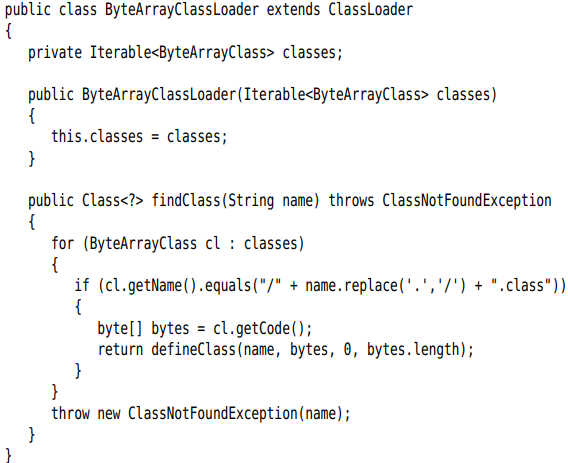 public class ByteArrayClassLoader extends ClassLoader
{
   private Iterable<ByteArrayClass> classes;

   public ByteArrayClassLoader(Iterable<ByteArrayClass> classes)
   {
      this.classes = classes;
   }

   public Class<?> findClass(String name) throws ClassNotFoundException
   {
      for (ByteArrayClass cl : classes)
      {
         if (cl.getName().equals("/" + name.replace('.','/') + ".class"))
         {
            byte[] bytes = cl.getCode();
            return defineClass(name, bytes, 0, bytes.length);
         }
      }
      throw new ClassNotFoundException(name);
   }
}